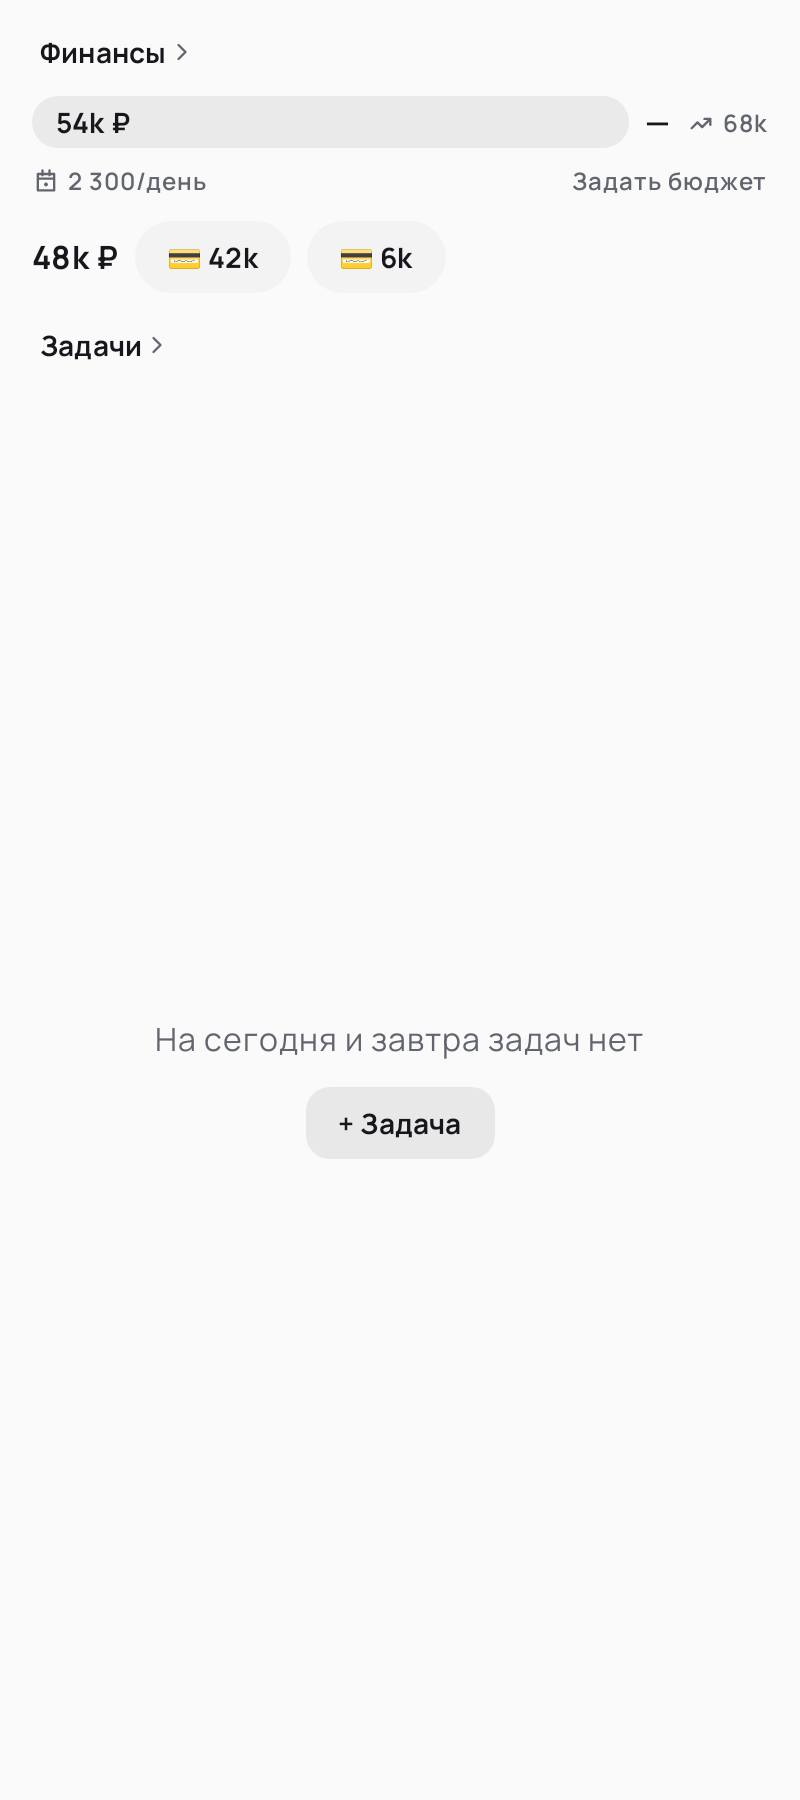 Финансы
54k ₽ — 68k
2 300/день Задать бюджет
48k ₽ 42k 6k
Задачи
На сегодня и завтра задач нет
+ Задача